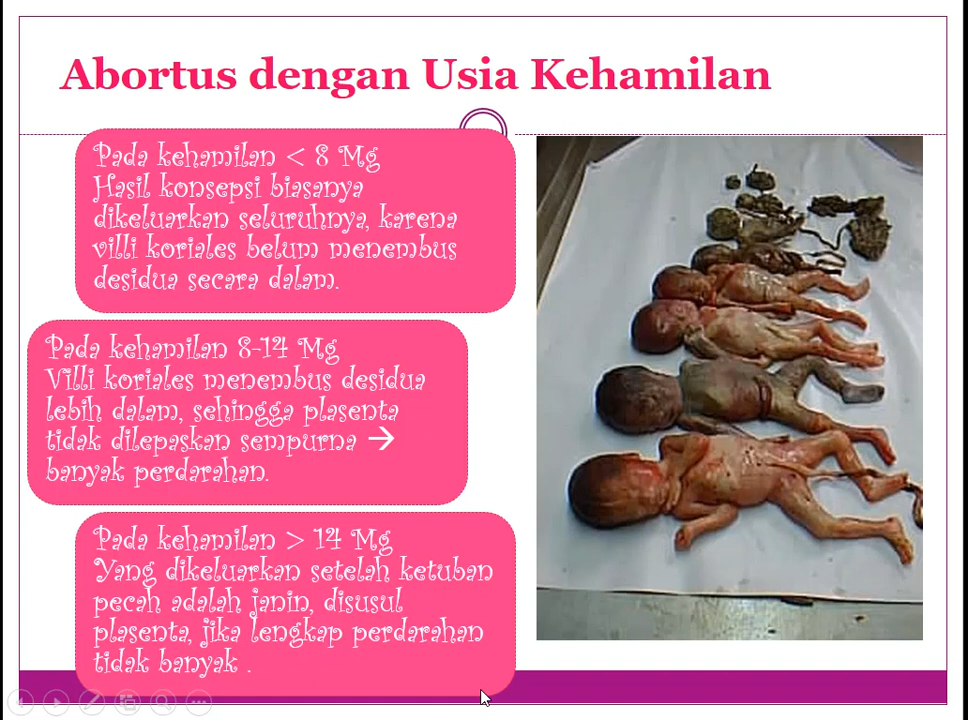 Abortus dengan Usia Kehamilan
Pada kehamilan < 8 Mg
Hasil konsepsi biasanya
dikeluarkan seluruhnya, karena
villi koriales belum menembus
desidua secara dalam.
Pada kehamilan 8-14 Mg
Villi koriales menembus desidua
lebih dalam, sehingga plasenta
tidak dilepaskan sempurna →
banyak perdarahan.
Pada kehamilan > 14 Mg
Yang dikeluarkan setelah ketuban
pecah adalah janin, disusul
plasenta, jika lengkap perdarahan
tidak banyak .